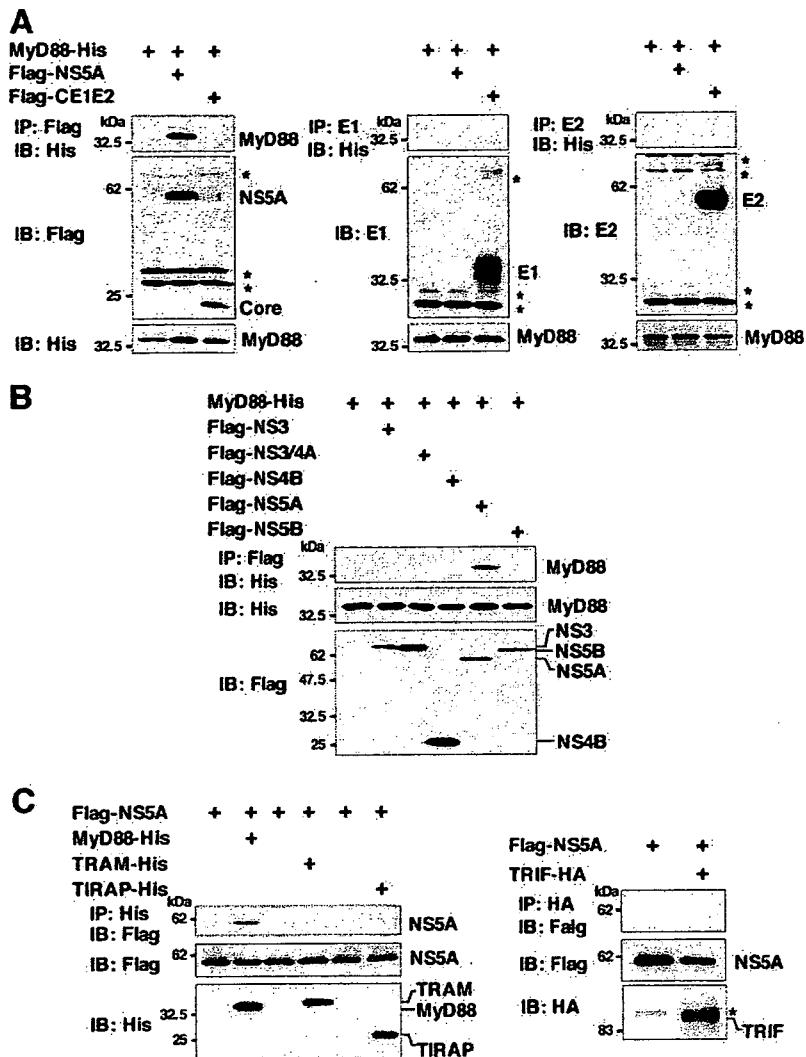 A
MyD88-His + + +
Flag-NS5A +
Flag-CE1E2 +
IP: Flag kDa
IB: His 32.5 MyD88
62 *
NS5A
IB: Flag
*
*
25
Core
IB: His 32.5 MyD88
+ + +
+
+
IP: E1 kDa
IB: His 32.5
62 *
IB: E1
32.5 E1
*
*
32.5 MyD88
+ + +
+
+
IP: E2 kDa
IB: His 32.5
*
*
62
E2
IB: E2
32.5
*
*
32.5 MyD88
B
MyD88-His + + + + + +
Flag-NS3 +
Flag-NS3/4A +
Flag-NS4B +
Flag-NS5A +
Flag-NS5B +
IP: Flag kDa
IB: His 32.5 MyD88
IB: His 32.5 MyD88
NS3
62 NS5B
NS5A
IB: Flag 47.5
32.5
25 NS4B
C
Flag-NS5A + + + + + +
MyD88-His +
TRAM-His +
TIRAP-His +
IP: His kDa
IB: Flag 62 NS5A
IB: Flag 62 NS5A
TRAM
32.5 MyD88
IB: His
25 TIRAP
Flag-NS5A + +
TRIF-HA +
IP: HA kDa
IB: Falg 62
IB: Flag 62 NS5A
IB: HA *
83 TRIF